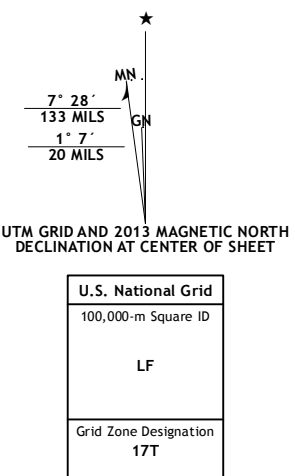 ★
MN
7° 28´
133 MILS
GN
1° 7´
20 MILS
UTM GRID AND 2013 MAGNETIC NORTH
DECLINATION AT CENTER OF SHEET
U.S. National Grid
100,000-m Square ID
LF
Grid Zone Designation
17T